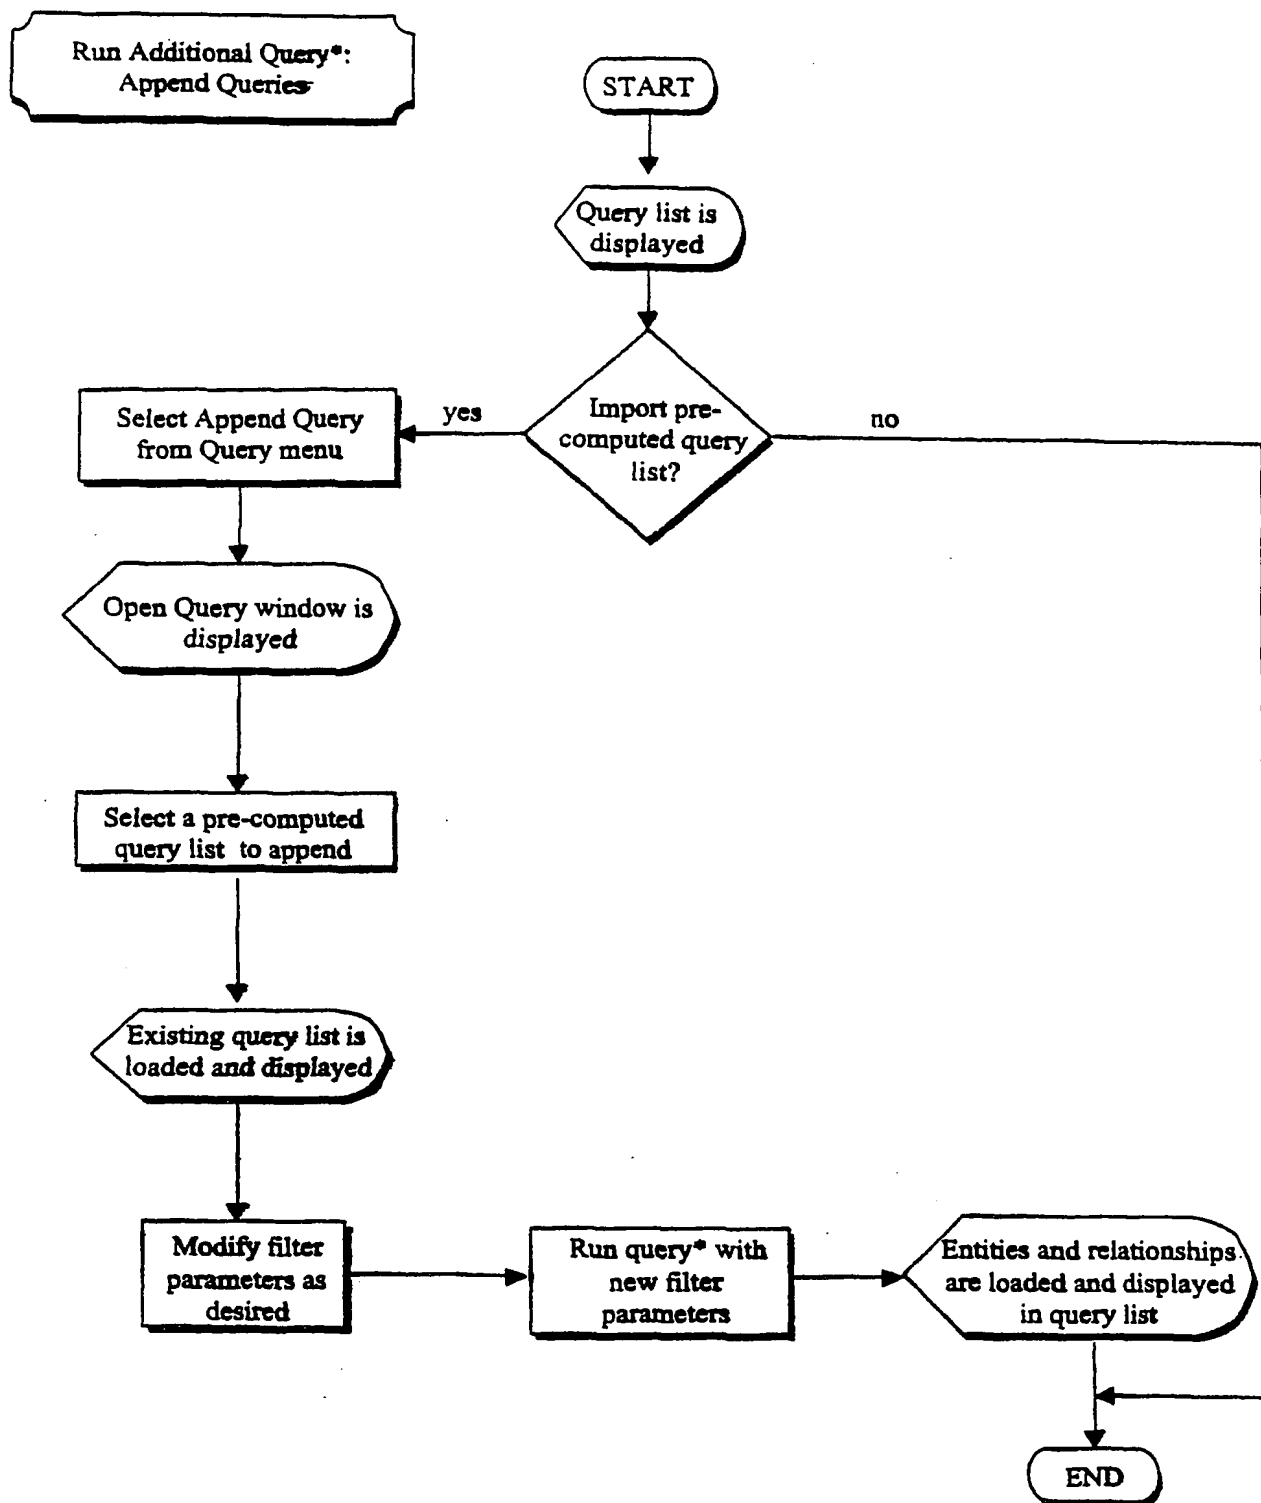 Run Additional Query*:
Append Queries
START
Query list is
displayed
Import pre-
computed query
list?
yes
no
Select Append Query
from Query menu
Open Query window is
displayed
Select a pre-computed
query list to append
Existing query list is
loaded and displayed
Modify filter
parameters as
desired
Run query* with
new filter
parameters
Entities and relationships
are loaded and displayed
in query list
END